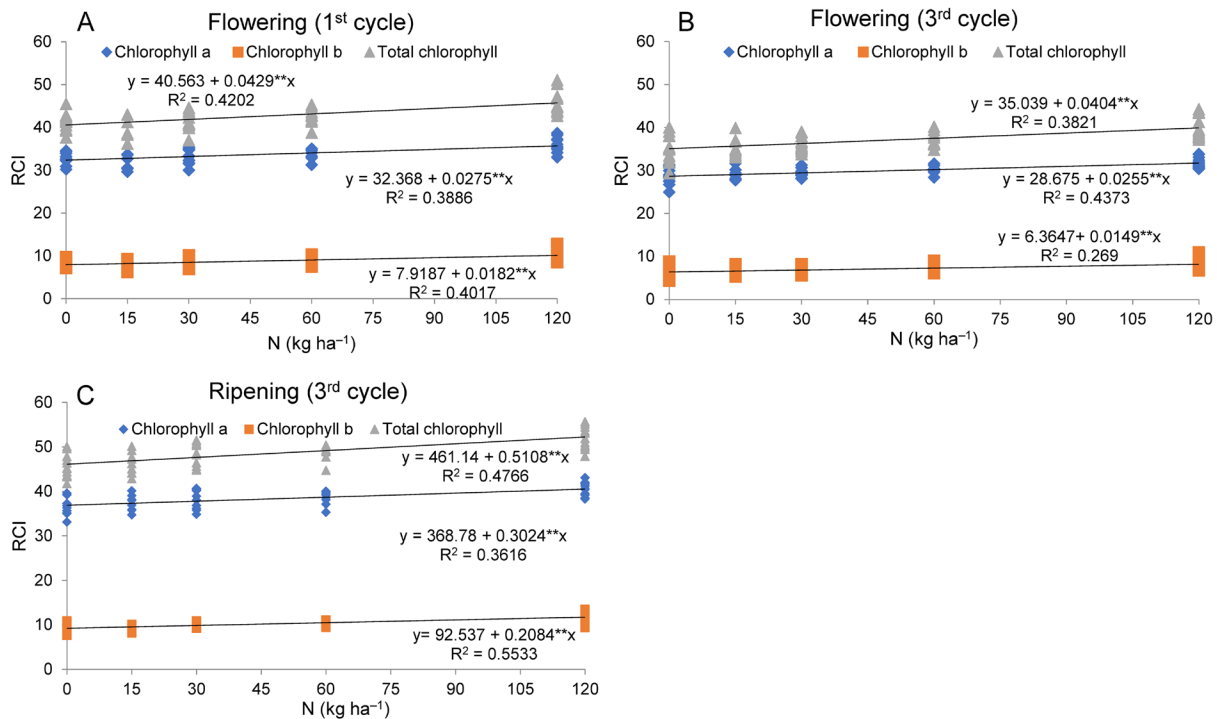 A
Flowering (1st cycle)
60
50
40
30
20
10
0
RCI
Chlorophyll a
Chlorophyll b
Total chlorophyll
y = 40.563 + 0.0429**x
R2 = 0.4202
y = 32.368 + 0.0275**x
R2 = 0.3886
y = 7.9187 + 0.0182**x
R2 = 0.4017
0 15 30 45 60 75 90 105 120
N (kg ha–1)
B
Flowering (3rd cycle)
60
50
40
30
20
10
0
RCI
Chlorophyll a
Chlorophyll b
Total chlorophyll
y = 35.039 + 0.0404**x
R2 = 0.3821
y = 28.675 + 0.0255**x
R2 = 0.4373
y = 6.3647+ 0.0149**x
R2 = 0.269
0 15 30 45 60 75 90 105 120
N (kg ha–1)
C
Ripening (3rd cycle)
60
50
40
30
20
10
0
RCI
Chlorophyll a
Chlorophyll b
Total chlorophyll
y = 461.14 + 0.5108**x
R2 = 0.4766
y = 368.78 + 0.3024**x
R2 = 0.3616
y= 92.537 + 0.2084**x
R2 = 0.5533
0 15 30 45 60 75 90 105 120
N (kg ha–1)